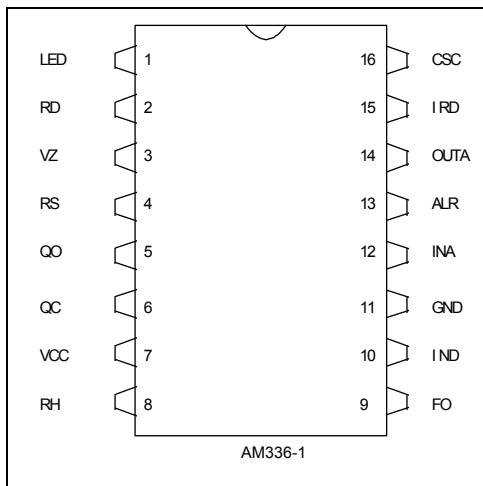 LED 1 16 CSC
RD 2 15 IRD
VZ 3 14 OUTA
RS 4 13 ALR
QO 5 12 INA
QC 6 11 GND
VCC 7 10 IND
RH 8 9 FO
AM336-1